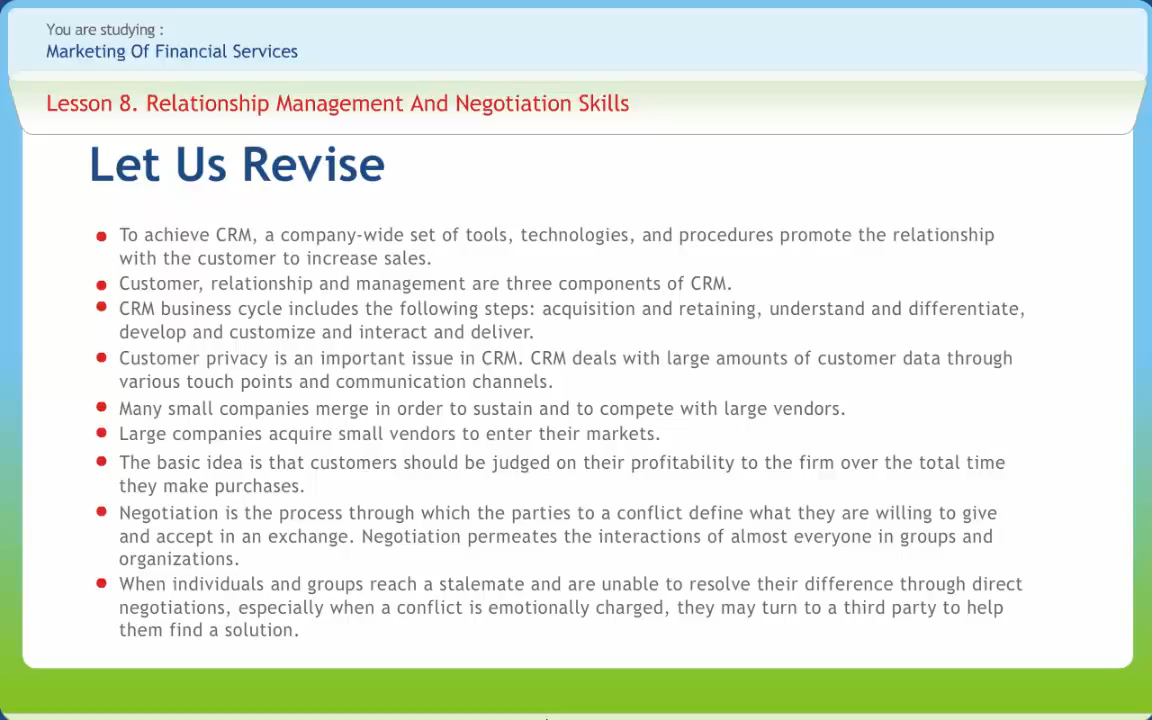 You are studying :
Marketing Of Financial Services
Lesson 8. Relationship Management And Negotiation Skills
Let Us Revise
To achieve CRM, a company-wide set of tools, technologies, and procedures promote the relationship
with the customer to increase sales.
Customer, relationship and management are three components of CRM.
CRM business cycle includes the following steps: acquisition and retaining, understand and differentiate,
develop and customize and interact and deliver.
Customer privacy is an important issue in CRM. CRM deals with large amounts of customer data through
various touch points and communication channels.
Many small companies merge in order to sustain and to compete with large vendors.
Large companies acquire small vendors to enter their markets.
The basic idea is that customers should be judged on their profitability to the firm over the total time
they make purchases.
Negotiation is the process through which the parties to a conflict define what they are willing to give
and accept in an exchange. Negotiation permeates the interactions of almost everyone in groups and
organizations.
When individuals and groups reach a stalemate and are unable to resolve their difference through direct
negotiations, especially when a conflict is emotionally charged, they may turn to a third party to help
them find a solution.